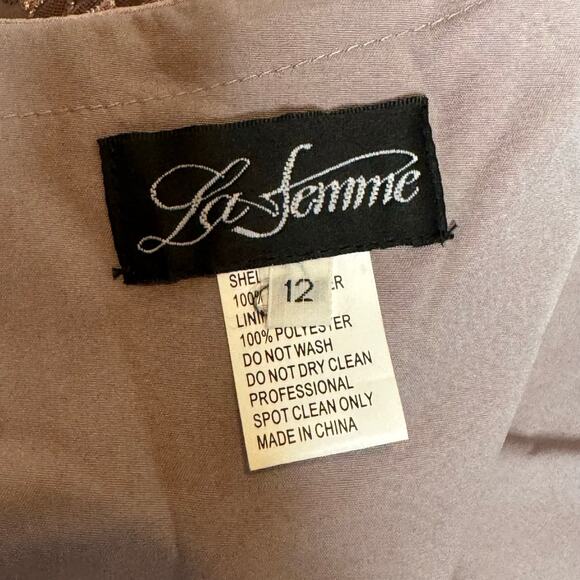 La femme
12
100%
100% POLYESTER
DO NOT WASH
DO NOT DRY CLEAN
PROFESSIONAL
SPOT CLEAN ONLY
MADE IN CHINA